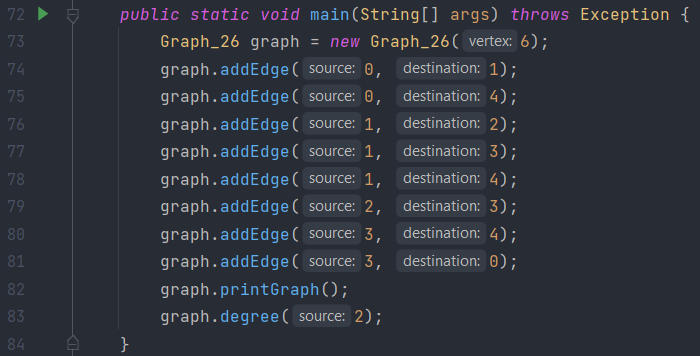 72 public static void main(String[] args) throws Exception {
73 Graph_26 graph = new Graph_26( vertex: 6);
74 graph.addEdge( source: 0, destination: 1);
75 graph.addEdge( source: 0, destination: 4);
76 graph.addEdge( source: 1, destination: 2);
77 graph.addEdge( source: 1, destination: 3);
78 graph.addEdge( source: 1, destination: 4);
79 graph.addEdge( source: 2, destination: 3);
80 graph.addEdge( source: 3, destination: 4);
81 graph.addEdge( source: 3, destination: 0);
82 graph.printGraph();
83 graph.degree( source: 2);
84 }